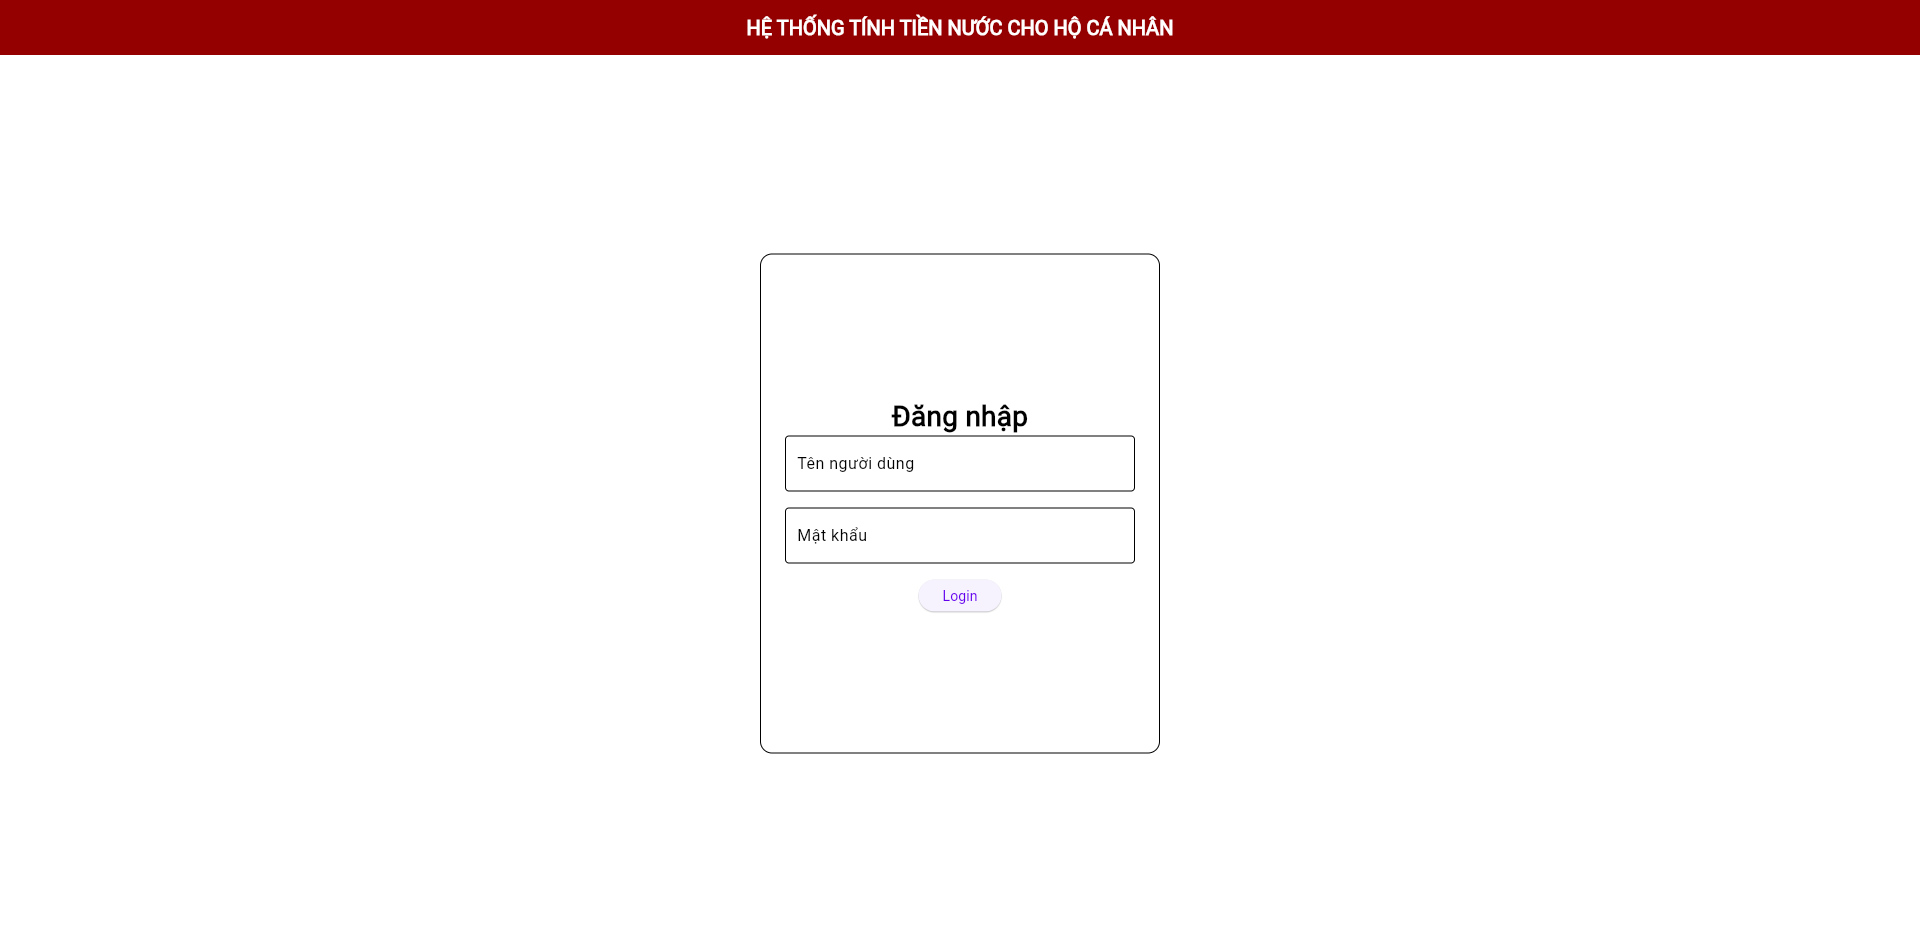 HỆ THỐNG TÍNH TIỀN NƯỚC CHO HỘ CÁ NHÂN
Đăng nhập
Tên người dùng
Mật khẩu
Login